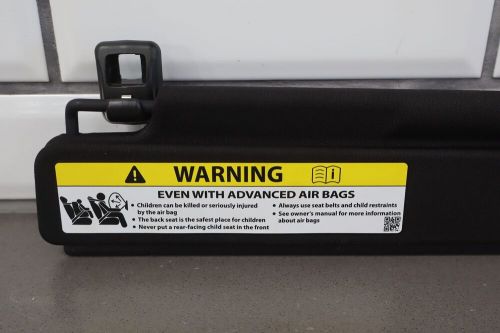 WARNING
EVEN WITH ADVANCED AIR BAGS
• Children can be killed or seriously injured
by the air bag
• The back seat is the safest place for children
• Never put a rear-facing child seat in the front
• Always use seat belts and child restraints
• See owner's manual for more information
about air bags